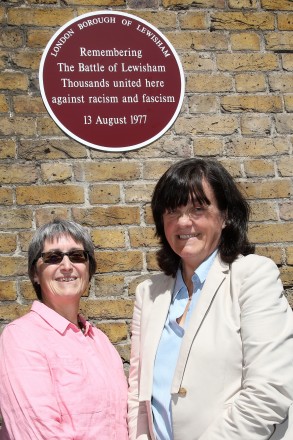 LONDON BOROUGH OF LEWISHAM
Remembering
The Battle of Lewisham
Thousands united here
against racism and fascism
13 August 1977